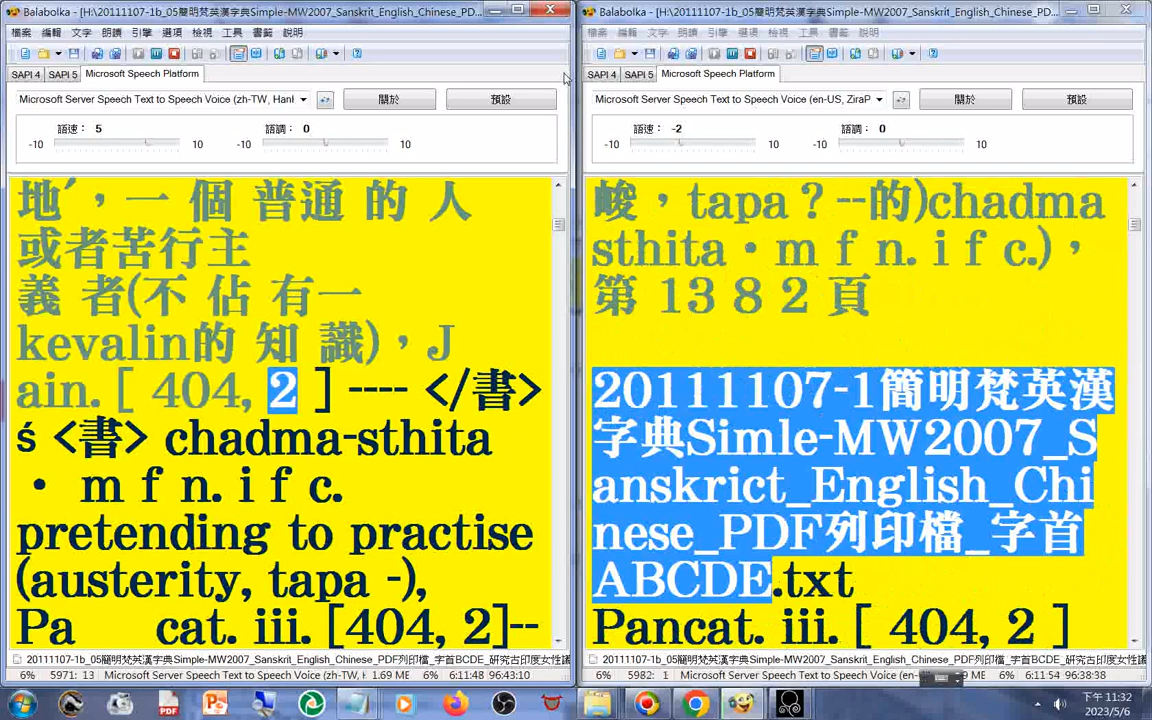 Balabolka - [H:\20111107-1b_05簡明梵英漢字典Simple-MW2007_Sanskrit_English_Chinese_PD...
檔案 編輯 文字 朗讀 引擎 選項 檢視 工具 書籤 說明
SAPI 4 SAPI 5 Microsoft Speech Platform
Microsoft Server Speech Text to Speech Voice (zh-TW, HanH 關於 預設
語速： 5 語調： 0
-10 10 -10 10
地ˊ，一 個 普通 的 人
或者苦行主
義 者(不 佔 有一
kevalin的 知 識)，J
ain. [ 404, 2 ] ---- </書>
ś <書> chadma-sthita
• m f n. i f c.
pretending to practise
(austerity, tapa -),
Pa cat. iii. [404, 2]--
20111107-1b_05簡明梵英漢字典Simple-MW2007_Sanskrit_English_Chinese_PDF列印檔_字首BCDE_研究古印度女性議
6% 5971: 13 Microsoft Server Speech Text to Speech Voice (zh-TW, H 1.69 ME 6% 6:11:48 96:43:10
Balabolka - [H:\20111107-1b_05簡明梵英漢字典Simple-MW2007_Sanskrit_English_Chinese_PD...
檔案 編輯 文字 朗讀 引擎 選項 檢視 工具 書籤 說明
SAPI 4 SAPI 5 Microsoft Speech Platform
Microsoft Server Speech Text to Speech Voice (en-US, ZiraP 關於 預設
語速： -2 語調： 0
-10 10 -10 10
峻，tapa？--的)chadma
sthita • m f n. i f c.)，
第 13 8 2 頁
20111107-1簡明梵英漢
字典Simle-MW2007_S
anskrict_English_Chi
nese_PDF列印檔_字首
ABCDE.txt
Pancat. iii. [ 404, 2 ]
20111107-1b_05簡明梵英漢字典Simple-MW2007_Sanskrit_English_Chinese_PDF列印檔_字首BCDE_研究古印度女性議
6% 5982: 1 Microsoft Server Speech Text to Speech Voice (en-U ME 6% 6:11:54 96:38:38
下午 11:32
2023/5/6